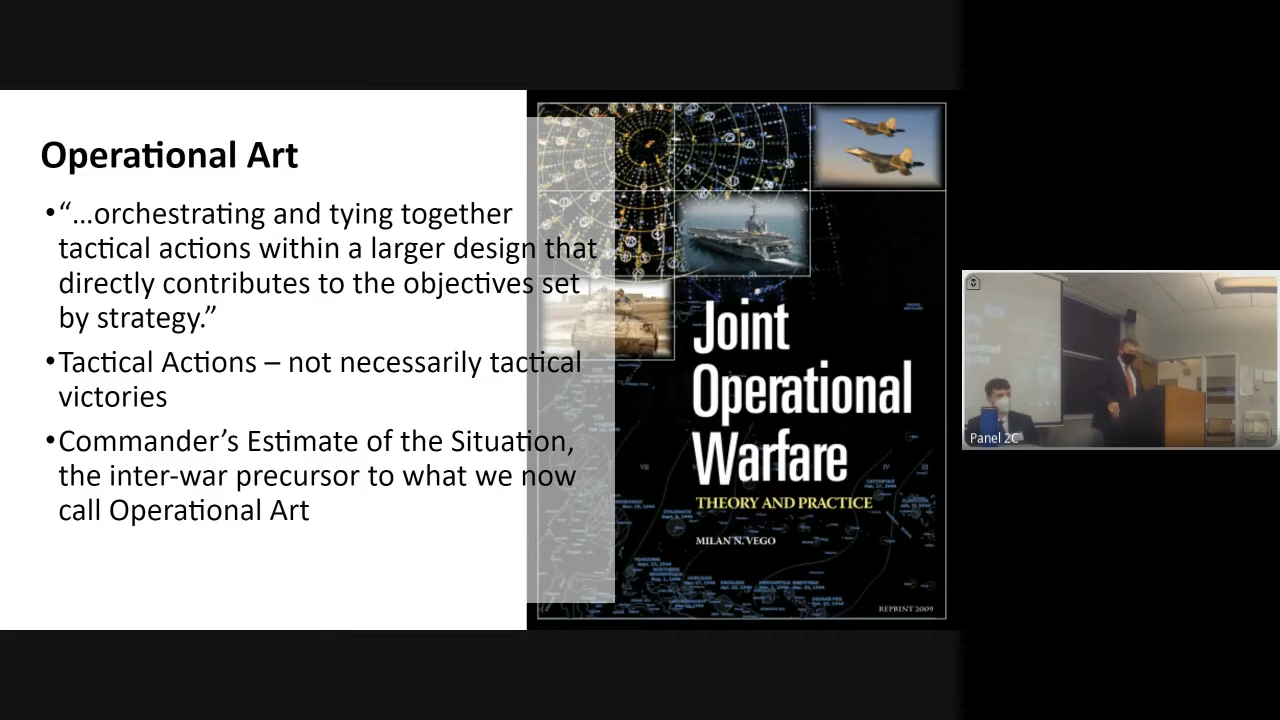 Operational Art
•“…orchestrating and tying together
tactical actions within a larger design that
directly contributes to the objectives set
by strategy.”
•Tactical Actions – not necessarily tactical
victories
•Commander’s Estimate of the Situation,
the inter-war precursor to what we now
call Operational Art
Joint
Operational
Warfare
THEORY AND PRACTICE
MILAN N. VEGO
REPRINT 2009
Panel 2C